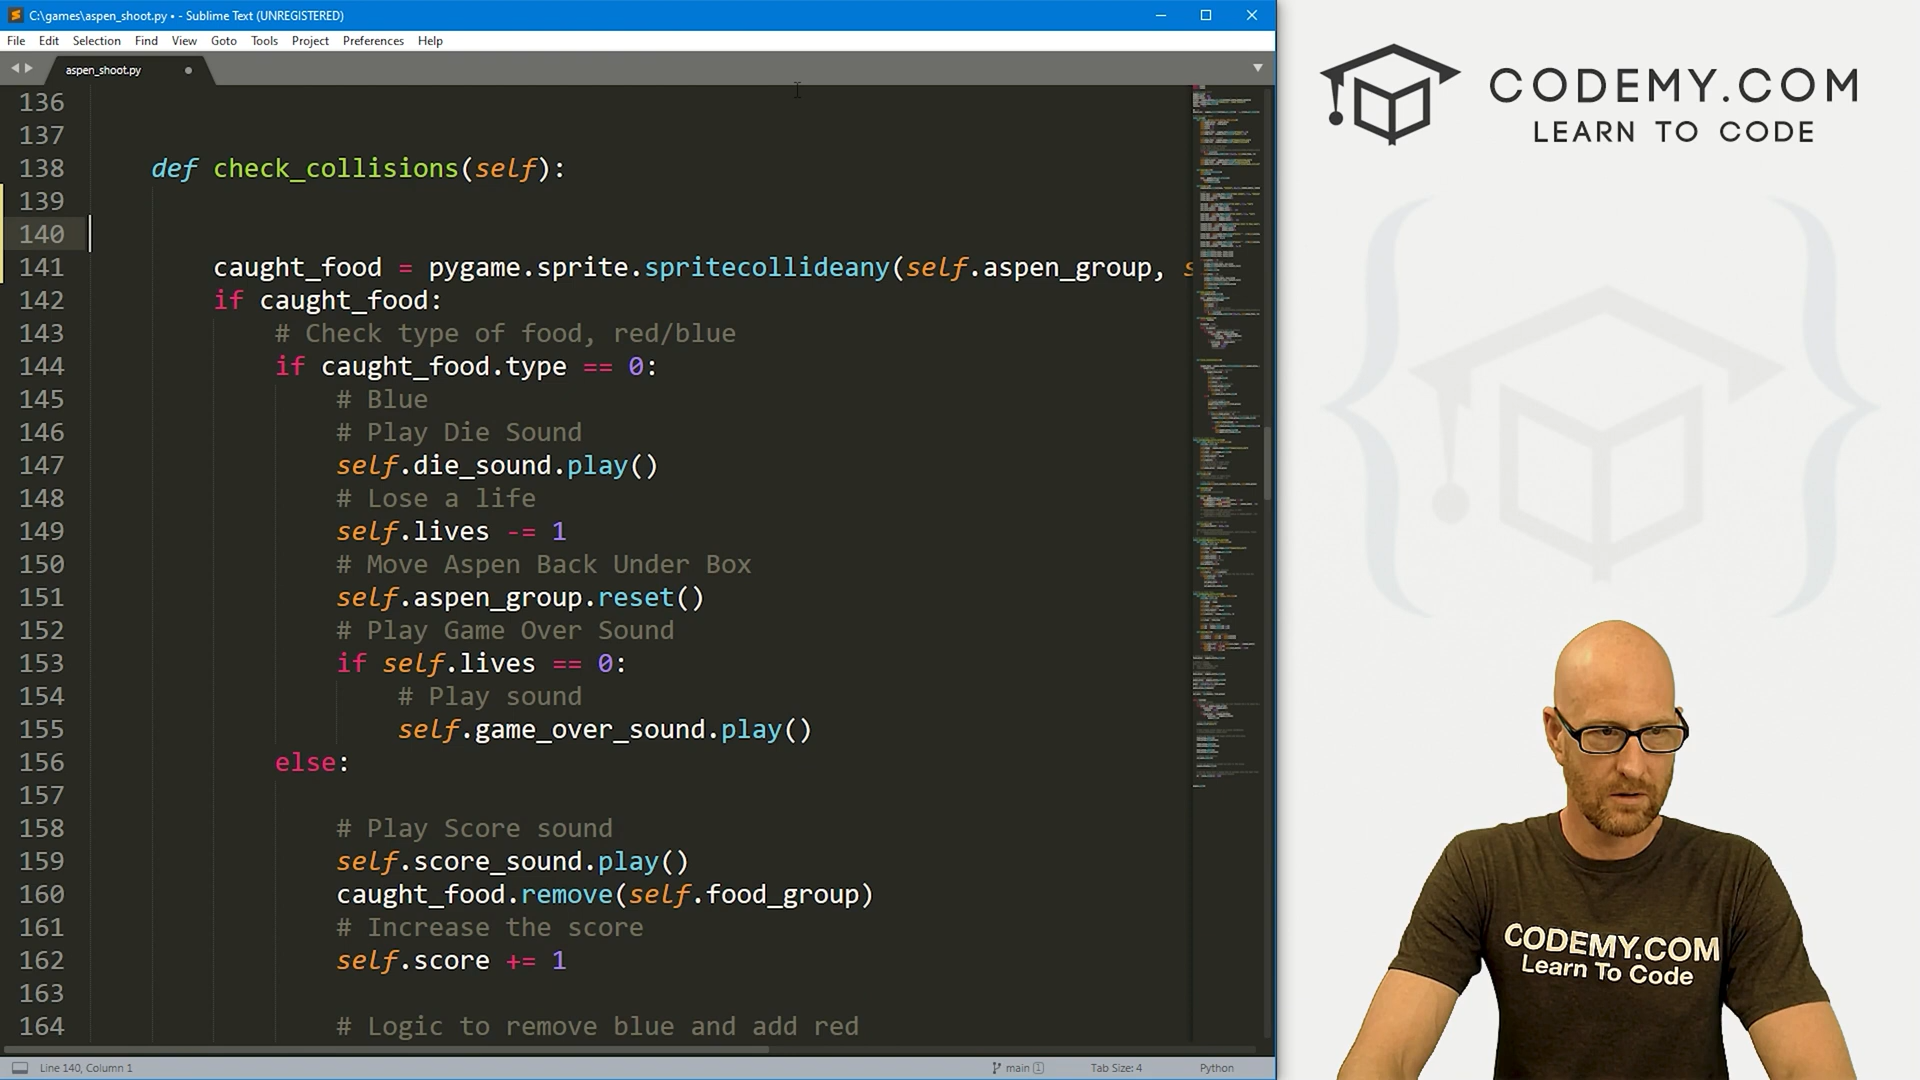 C:\games\aspen_shoot.py • - Sublime Text (UNREGISTERED)
File Edit Selection Find View Goto Tools Project Preferences Help
aspen_shoot.py
136
137
138 def check_collisions(self):
139
140
141 caught_food = pygame.sprite.spritecollideany(self.aspen_group, s
142 if caught_food:
143 # Check type of food, red/blue
144 if caught_food.type == 0:
145 # Blue
146 # Play Die Sound
147 self.die_sound.play()
148 # Lose a life
149 self.lives -= 1
150 # Move Aspen Back Under Box
151 self.aspen_group.reset()
152 # Play Game Over Sound
153 if self.lives == 0:
154 # Play sound
155 self.game_over_sound.play()
156 else:
157
158 # Play Score sound
159 self.score_sound.play()
160 caught_food.remove(self.food_group)
161 # Increase the score
162 self.score += 1
163
164 # Logic to remove blue and add red
Line 140, Column 1 main 1 Tab Size: 4 Python
CODEMY.COM
LEARN TO CODE
CODEMY.COM
Learn To Code